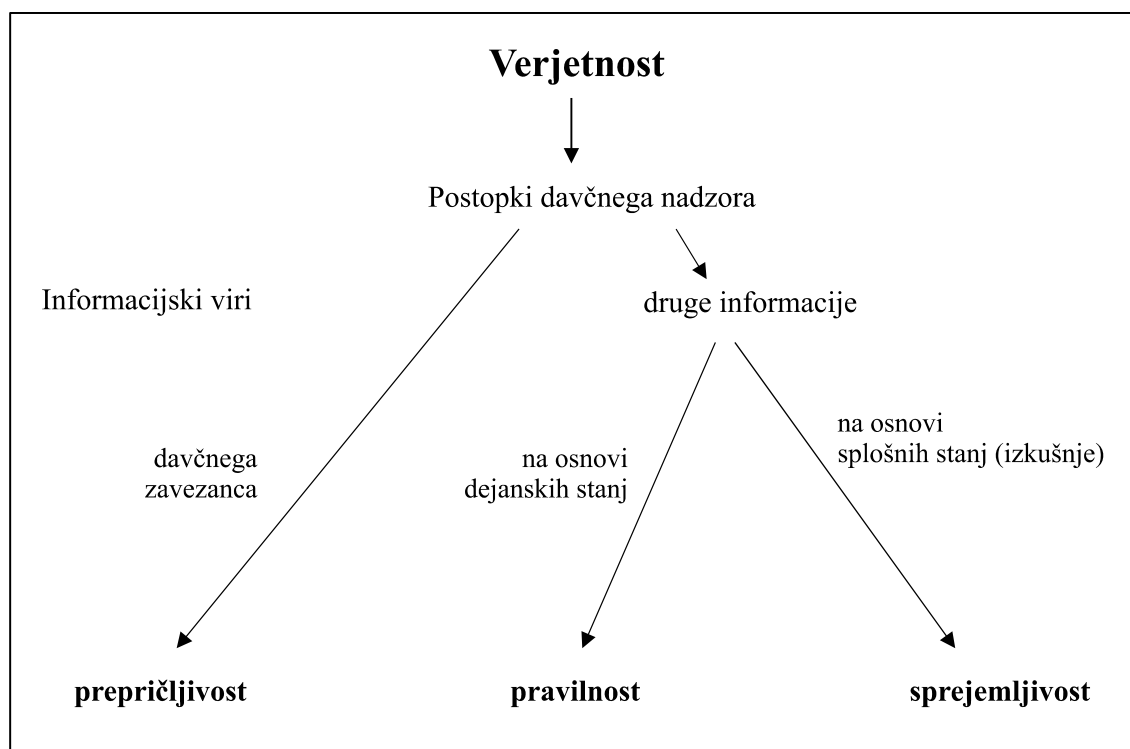 Verjetnost
Postopki davčnega nadzora
Informacijski viri
druge informacije
davčnega
zavezanca
na osnovi
dejanskih stanj
na osnovi
splošnih stanj (izkušnje)
prepričljivost
pravilnost
sprejemljivost